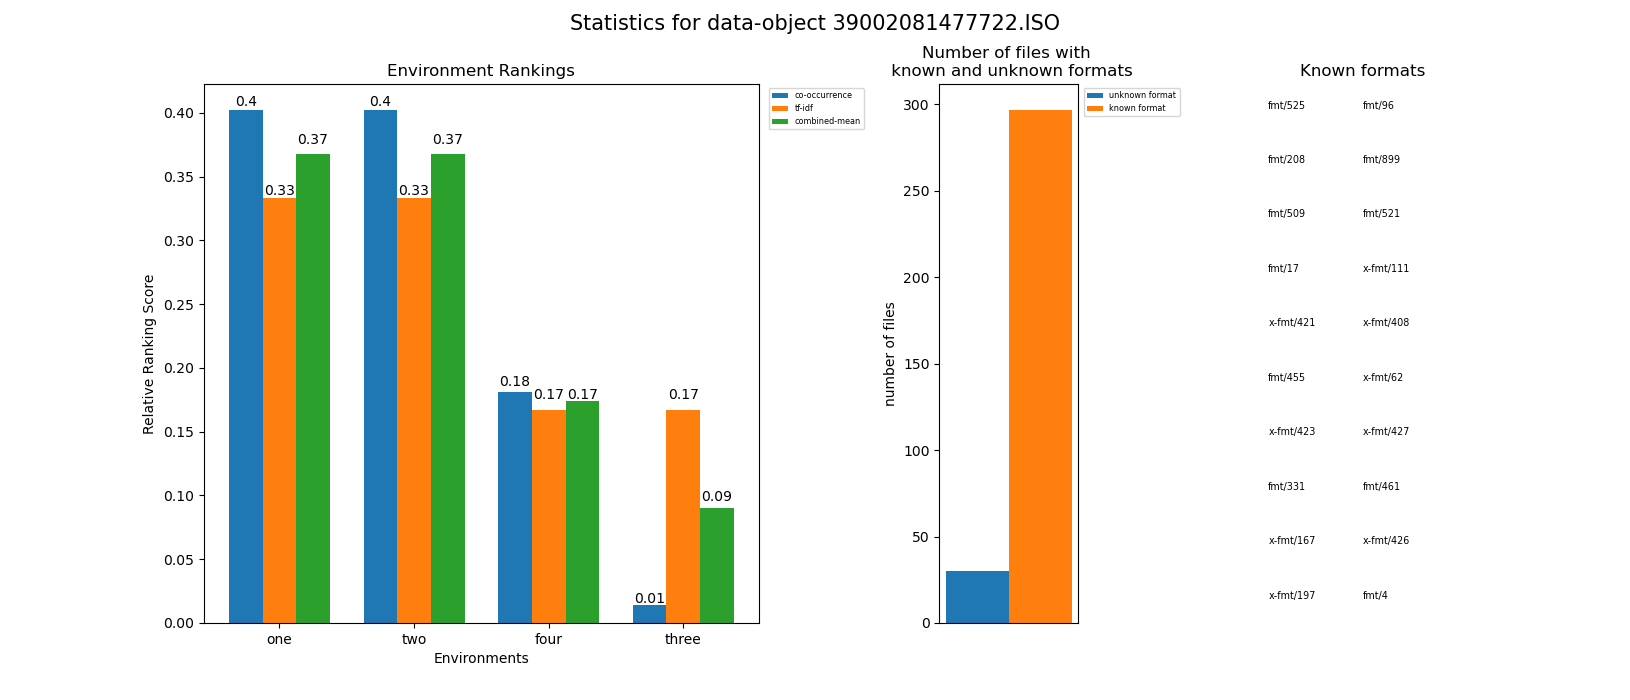 Statistics for data-object 39002081477722.ISO
Environment Rankings
0.40
0.35
0.30
0.25
0.20
0.15
0.10
0.05
0.00
Relative Ranking Score
0.4
0.33
0.37
0.4
0.33
0.37
0.18
0.17
0.17
0.01
0.17
0.09
one
two
four
three
Environments
co-occurrence
tf-idf
combined-mean
Number of files with
known and unknown formats
300
250
200
150
100
50
0
number of files
unknown format
known format
Known formats
fmt/525 fmt/96
fmt/208 fmt/899
fmt/509 fmt/521
fmt/17 x-fmt/111
x-fmt/421 x-fmt/408
fmt/455 x-fmt/62
x-fmt/423 x-fmt/427
fmt/331 fmt/461
x-fmt/167 x-fmt/426
x-fmt/197 fmt/4